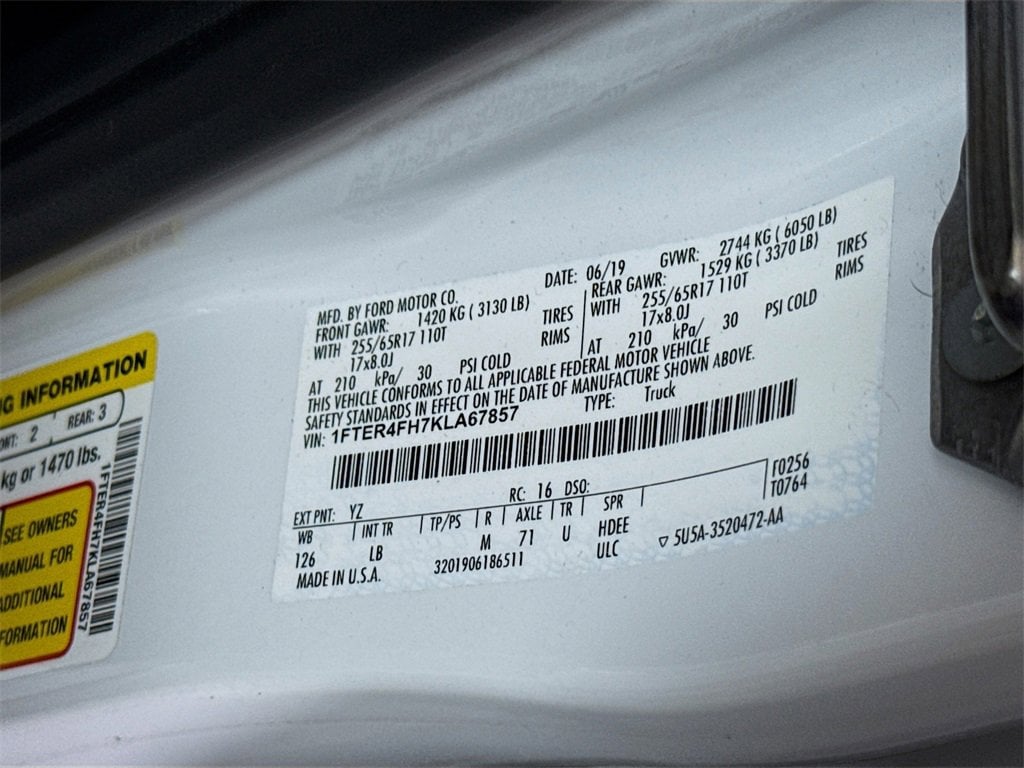 MFD. BY FORD MOTOR CO. DATE: 06/19 GVWR: 2744 KG ( 6050 LB)
FRONT GAWR: 1420 KG ( 3130 LB) REAR GAWR: 1529 KG ( 3370 LB)
WITH 255/65R17 110T TIRES WITH 255/65R17 110T TIRES
17x8.0J RIMS 17x8.0J RIMS
AT 210 kPa/ 30 PSI COLD AT 210 kPa/ 30 PSI COLD
THIS VEHICLE CONFORMS TO ALL APPLICABLE FEDERAL MOTOR VEHICLE
SAFETY STANDARDS IN EFFECT ON THE DATE OF MANUFACTURE SHOWN ABOVE.
VIN: 1FTER4FH7KLA67857 TYPE: Truck
F0256
T0764
EXT PNT: YZ RC: 16 DSO:
WB INT TR TP/PS R AXLE TR SPR
126 LB M 71 U HDEE
ULC
MADE IN U.S.A. 3201906186511 5U5A-3520472-AA
G INFORMATION
ONT: 2 REAR: 3
kg or 1470 lbs.
SEE OWNERS
MANUAL FOR
ADDITIONAL
FORMATION
1FTER4FH7KLA67857